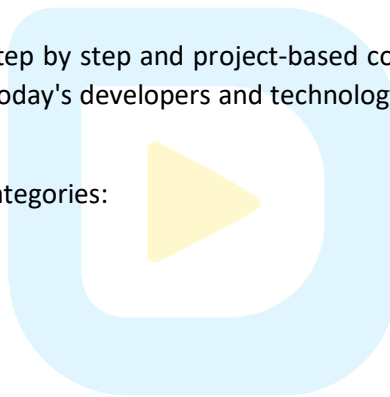 tep by step and project-based co
oday's developers and technolog
ategories: